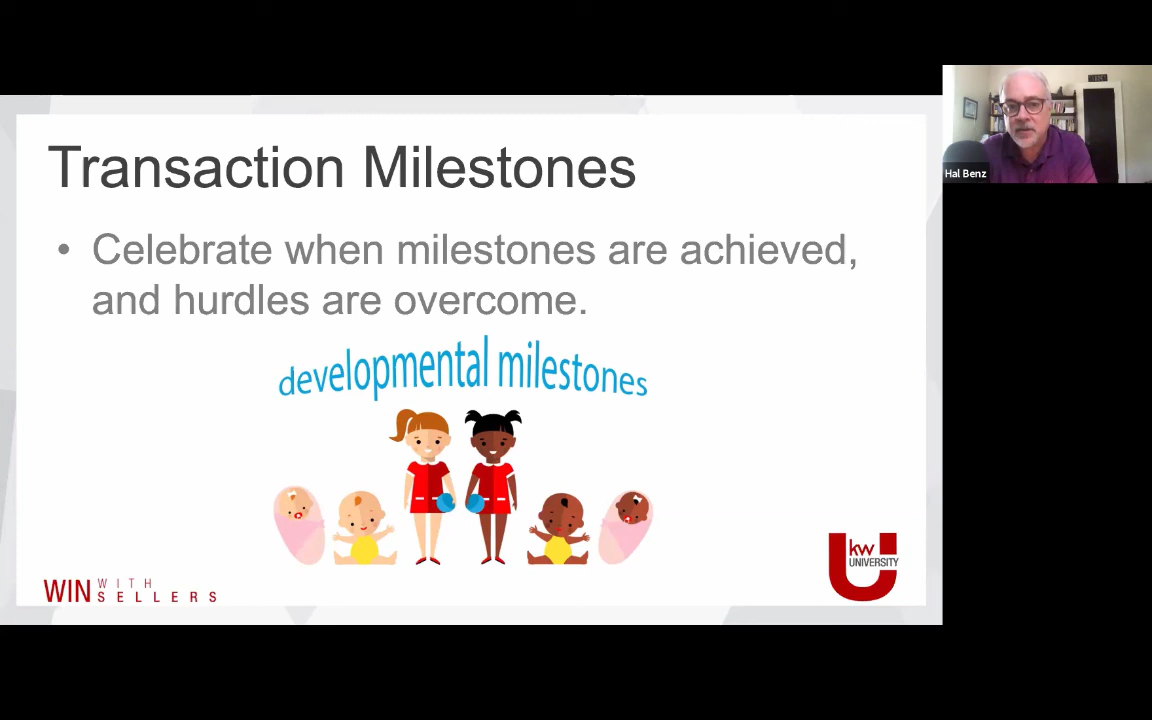 Transaction Milestones
• Celebrate when milestones are achieved,
and hurdles are overcome.
developmental milestones
WIN WITH
SELLERS
kw
UNIVERSITY
Hal Benz